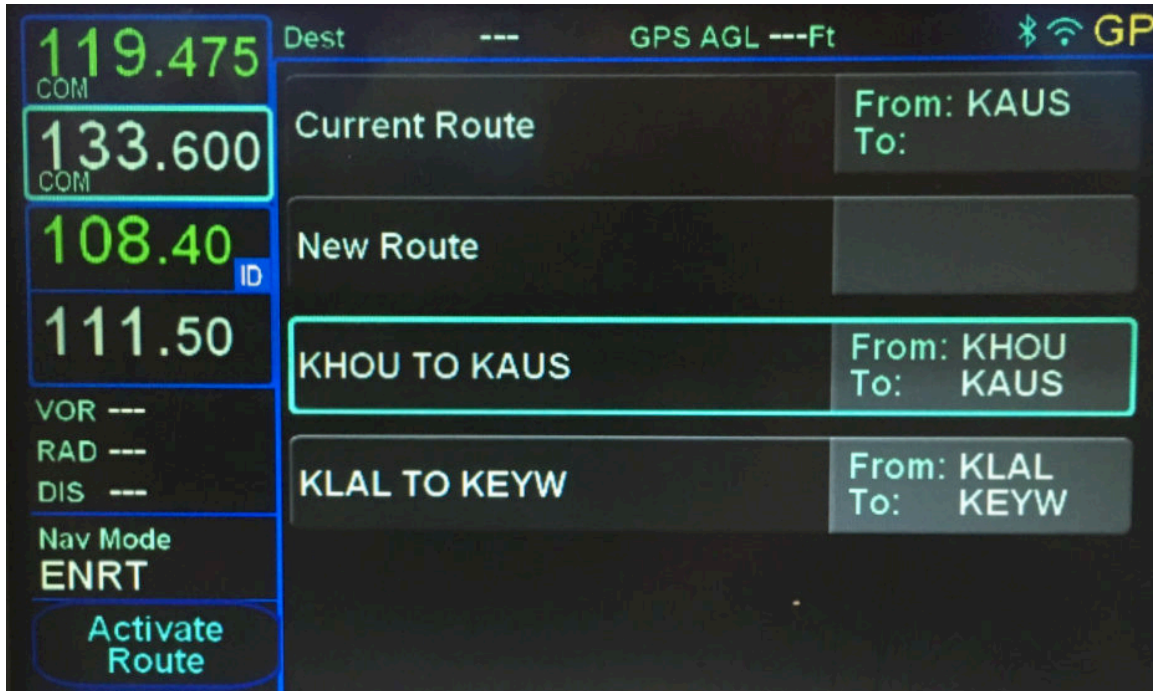 119.475
COM
133.600
COM
108.40
ID
111.50
VOR ---
RAD ---
DIS ---
Nav Mode
ENRT
Activate
Route
Dest --- GPS AGL ---Ft GP
Current Route
From: KAUS
To:
New Route
KHOU TO KAUS
From: KHOU
To: KAUS
KLAL TO KEYW
From: KLAL
To: KEYW